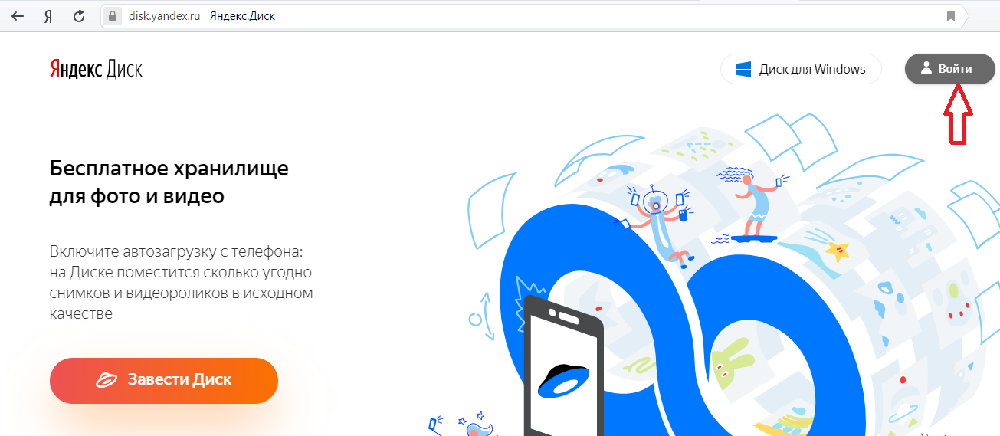 disk.yandex.ru Яндекс.Диск
Яндекс Диск
Диск для Windows
Войти
Бесплатное хранилище
для фото и видео
Включите автозагрузку с телефона:
на Диске поместится сколько угодно
снимков и видеороликов в исходном
качестве
Завести Диск